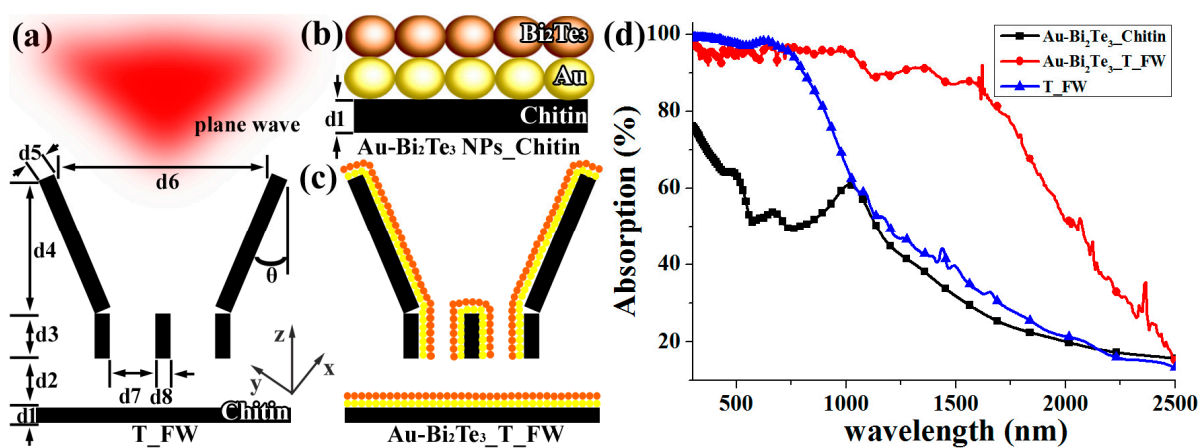 (a)
plane wave
d5
d6
d4
θ
d3
d2
d7
d8
d1
z
x
y
Chitin
T_FW
(b)
Bi₂Te₃
Au
d1
Chitin
Au-Bi₂Te₃ NPs_Chitin
(c)
Au-Bi₂Te₃_T_FW
(d)
Au-Bi₂Te₃_Chitin
Au-Bi₂Te₃_T_FW
T_FW
Absorption (%)
100
80
60
40
20
500
1000
1500
2000
2500
wavelength (nm)